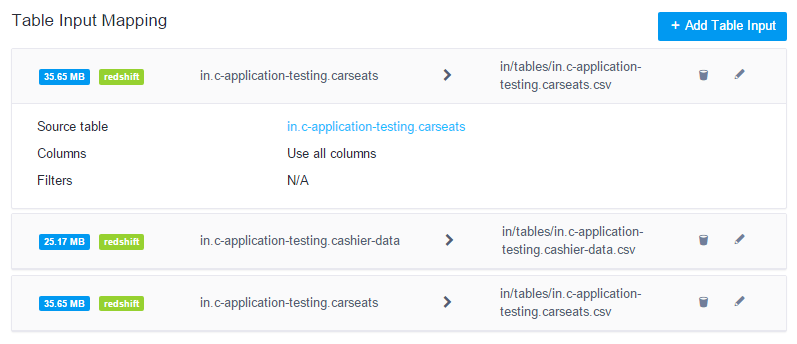 Table Input Mapping
+ Add Table Input
35.65 MB redshift in.c-application-testing.carseats in/tables/in.c-application-
testing.carseats.csv
Source table in.c-application-testing.carseats
Columns Use all columns
Filters N/A
25.17 MB redshift in.c-application-testing.cashier-data in/tables/in.c-application-
testing.cashier-data.csv
35.65 MB redshift in.c-application-testing.carseats in/tables/in.c-application-
testing.carseats.csv